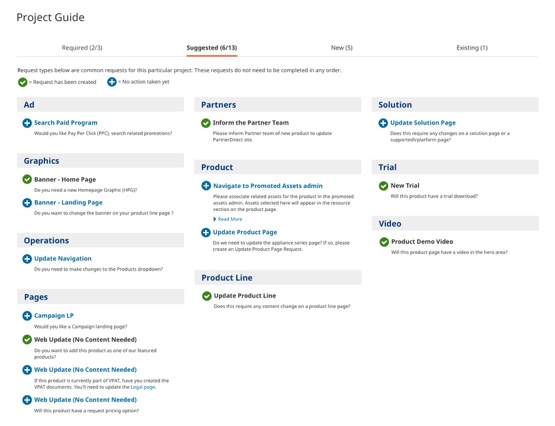 Project Guide
Required (2/3)
Suggested (6/13)
New (5)
Existing (1)
Request types below are common requests for this particular project. These requests do not need to be completed in any order.
= Request has been created
= No action taken yet
Ad
Search Paid Program
Would you like Pay Per Click (PPC), search related promotions?
Graphics
Banner - Home Page
Do you need a new Homepage Graphic (HPG)?
Banner - Landing Page
Do you want to change the banner on your product line page ?
Operations
Update Navigation
Do you need to make changes to the Products dropdown?
Pages
Campaign LP
Would you like a Campaign landing page?
Web Update (No Content Needed)
Do you want to add this product as one of our featured
products?
Web Update (No Content Needed)
If this product is currently part of VPAT, have you created the
VPAT documents. You'll need to update the Legal page.
Web Update (No Content Needed)
Will this product have a request pricing option?
Partners
Inform the Partner Team
Please inform Partner team of new product to update
PartnerDirect site.
Product
Navigate to Promoted Assets admin
Please associate related assets for the product in the promoted
assets admin. Assets selected here will appear in the resource
section on the product page.
Read More
Update Product Page
Do we need to update the appliance series page? If so, please
create an Update Product Page Request.
Product Line
Update Product Line
Does this require any content change on a product line page?
Solution
Update Solution Page
Does this require any changes on a solution page or a
supported\rplatform page?
Trial
New Trial
Will this product have a trial download?
Video
Product Demo Video
Will this product page have a video in the hero area?